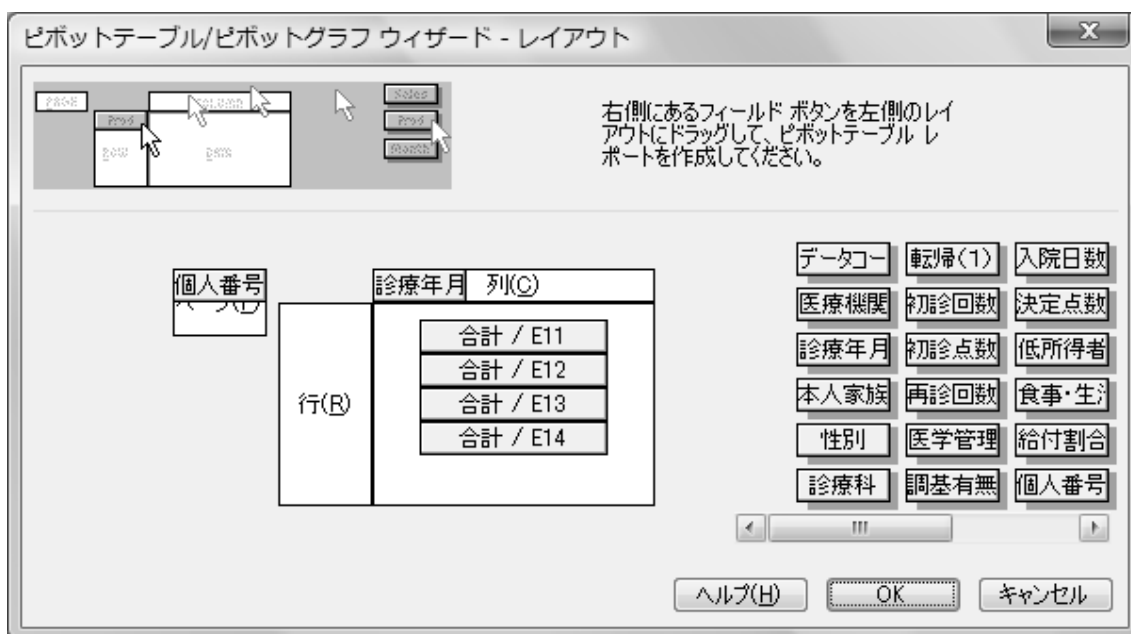 ピボットテーブル/ピボットグラフ ウィザード - レイアウト
PAGE
COLUMN
Prod
ROW
DATA
Sales
Prod
Month
右側にあるフィールド ボタンを左側のレイ
アウトにドラッグして、ピボットテーブル レ
ポートを作成してください。
個人番号
診療年月 列(C)
行(R)
合計 / E11
合計 / E12
合計 / E13
合計 / E14
データコー 転帰(1) 入院日数
医療機関 初診回数 決定点数
診療年月 初診点数 低所得者
本人家族 再診回数 食事・生
性別 医学管理 給付割合
診療科 調基有無 個人番号
ヘルプ(H) OK キャンセル